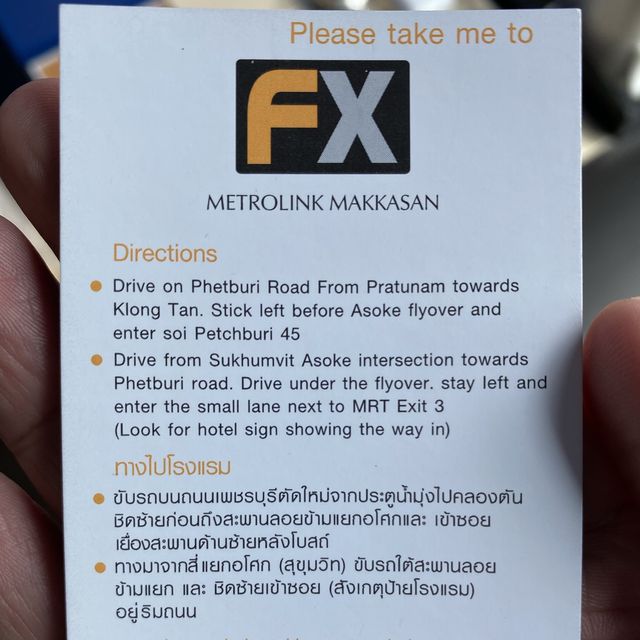 Please take me to
FX
METROLINK MAKKASAN
Directions
Drive on Phetburi Road From Pratunam towards
Klong Tan. Stick left before Asoke flyover and
enter soi Petchburi 45
Drive from Sukhumvit Asoke intersection towards
Phetburi road. Drive under the flyover. stay left and
enter the small lane next to MRT Exit 3
(Look for hotel sign showing the way in)
ทางไปโรงแรม
ขับรถบนถนนเพชรบุรีตัดใหม่จากประตูน้ำมุ่งไปคลองตัน
ชิดซ้ายก่อนถึงสะพานลอยข้ามแยกอโศกและ เข้าซอย
เยื่องสะพานด้านซ้ายหลังโบสถ์
ทางมาจากสี่แยกอโศก (สุขุมวิท) ขับรถใต้สะพานลอย
ข้ามแยก และ ชิดซ้ายเข้าซอย (สังเกตุป้ายโรงแรม)
อยู่ริมถนน